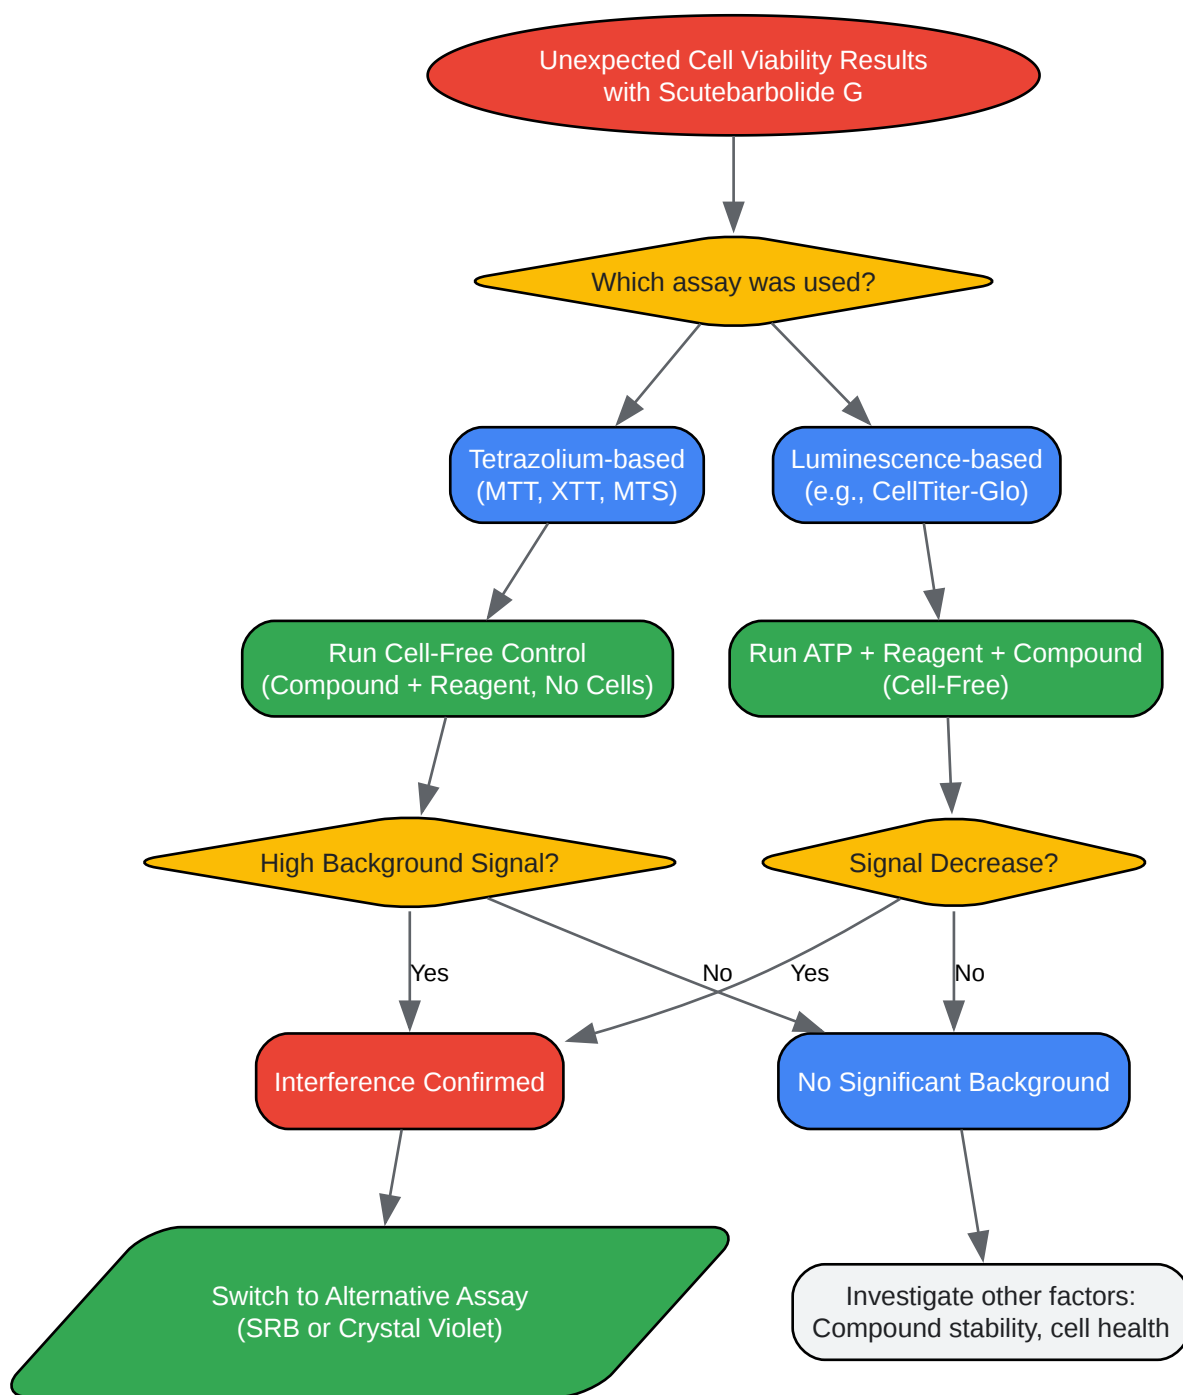 Unexpected Cell Viability Results
with Scutebarbolide G
Which assay was used?
Tetrazolium-based
(MTT, XTT, MTS)
Luminescence-based
(e.g., CellTiter-Glo)
Run Cell-Free Control
(Compound + Reagent, No Cells)
Run ATP + Reagent + Compound
(Cell-Free)
High Background Signal?
Signal Decrease?
Yes
No
Yes
No
Interference Confirmed
No Significant Background
Switch to Alternative Assay
(SRB or Crystal Violet)
Investigate other factors:
Compound stability, cell health